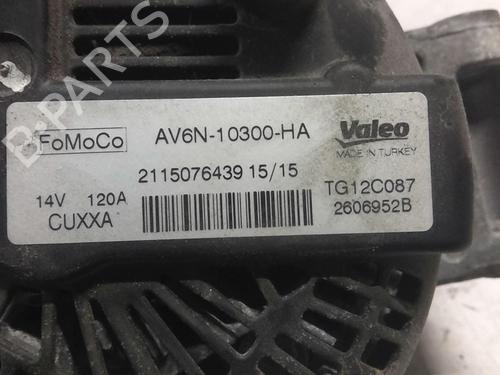 FoMoCo AV6N-10300-HA Valeo
MADE IN TURKEY
2115076439 15/15
14V 120A TG12C087
CUXXA 2606952B
B-PARTS